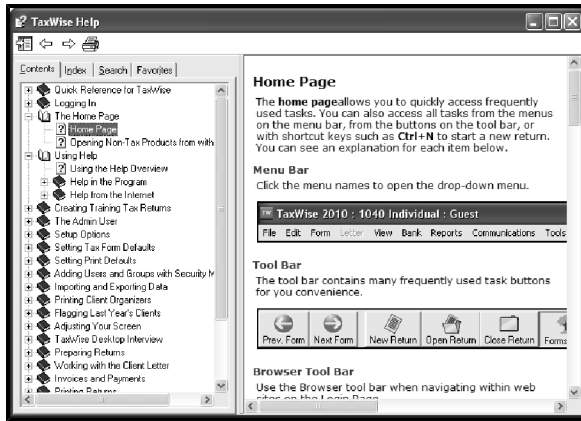 TaxWise Help
Contents Index Search Favorites
Quick Reference for TaxWise
Logging In
The Home Page
Home Page
Opening Non-Tax Products from with
Using Help
Using the Help Overview
Help in the Program
Help from the Internet
Creating Training Tax Returns
The Admin User
Setup Options
Setting Tax Form Defaults
Setting Print Defaults
Adding Users and Groups with Security M
Importing and Exporting Data
Printing Client Organizers
Flagging Last Year's Clients
Adjusting Your Screen
TaxWise Desktop Interview
Preparing Returns
Working with the Client Letter
Invoices and Payments
Printing Returns
Home Page
The home pageallows you to quickly access frequently
used tasks. You can also access all tasks from the menus
on the menu bar, from the buttons on the tool bar, or
with shortcut keys such as Ctrl+N to start a new return.
You can see an explanation for each item below.
Menu Bar
Click the menu names to open the drop-down menu.
TaxWise 2010 : 1040 Individual : Guest
File Edit Form Letter View Bank Reports Communications Tools
Tool Bar
The tool bar contains many frequently used task buttons
for you convenience.
Prev. Form Next Form New Return Open Return Close Return Forms
Browser Tool Bar
Use the Browser tool bar when navigating within web
sites on the Login Page